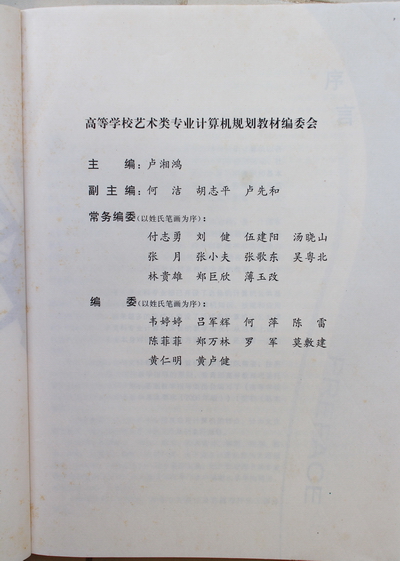 高等学校艺术类专业计算机规划教材编委会
主 编：卢湘鸿
副 主 编：何 洁 胡志平 卢先和
常务编委（以姓氏笔画为序）：
付志勇 刘 健 伍建阳 汤晓山
张 月 张小夫 张歌东 吴粤北
林贵雄 郑巨欣 薄玉改
编 委（以姓氏笔画为序）：
韦婷婷 吕军辉 何 萍 陈 雷
陈菲菲 郑万林 罗 军 莫敷建
黄仁明 黄卢健
序言
PREFACE